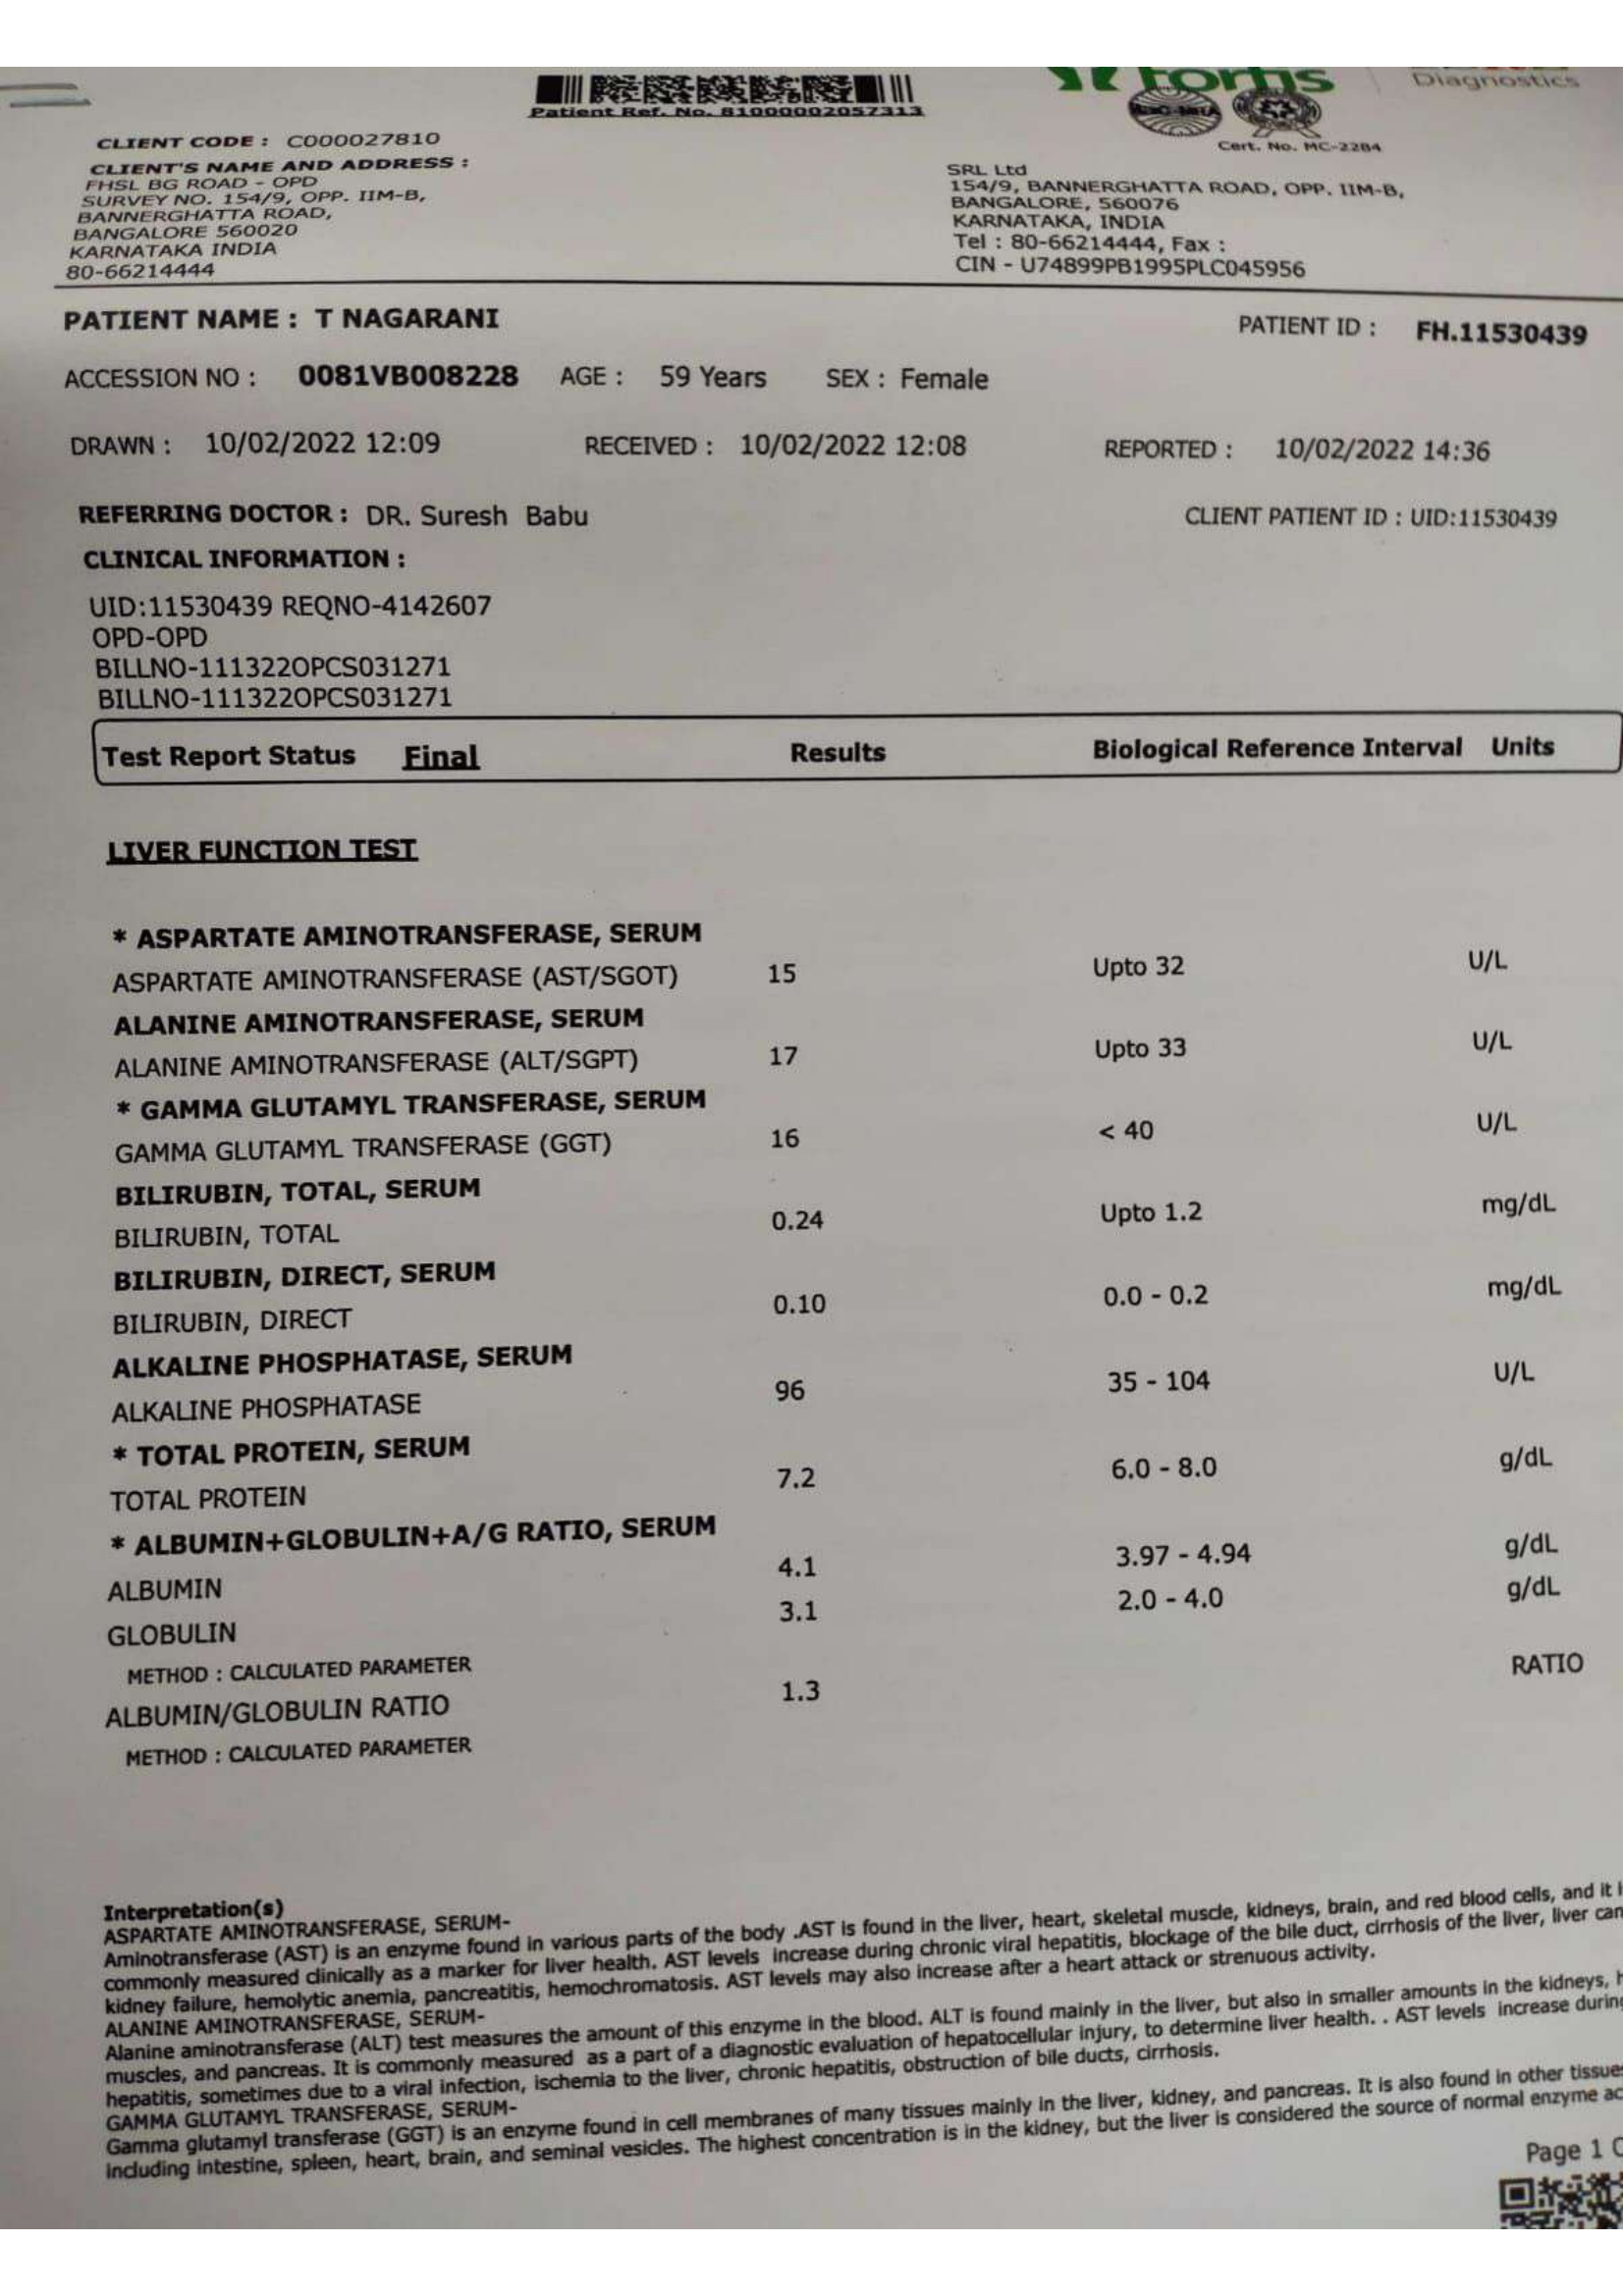 fortis
Diagnostics
Patient Ref. No. 81000002057313
Cert. No. MC-2284
CLIENT CODE : C000027810
CLIENT'S NAME AND ADDRESS :
FHSL BG ROAD - OPD
SURVEY NO. 154/9, OPP. IIM-B,
BANNERGHATTA ROAD,
BANGALORE 560020
KARNATAKA INDIA
80-66214444
SRL Ltd
154/9, BANNERGHATTA ROAD, OPP. IIM-B,
BANGALORE, 560076
KARNATAKA, INDIA
Tel : 80-66214444, Fax :
CIN - U74899PB1995PLC045956
PATIENT NAME : T NAGARANI PATIENT ID : FH.11530439
ACCESSION NO : 0081VB008228 AGE : 59 Years SEX : Female
DRAWN : 10/02/2022 12:09 RECEIVED : 10/02/2022 12:08 REPORTED : 10/02/2022 14:36
REFERRING DOCTOR : DR. Suresh Babu CLIENT PATIENT ID : UID:11530439
CLINICAL INFORMATION :
UID:11530439 REQNO-4142607
OPD-OPD
BILLNO-111322OPCS031271
BILLNO-111322OPCS031271
Test Report Status Final Results Biological Reference Interval Units
LIVER FUNCTION TEST
* ASPARTATE AMINOTRANSFERASE, SERUM
ASPARTATE AMINOTRANSFERASE (AST/SGOT) 15 Upto 32 U/L
ALANINE AMINOTRANSFERASE, SERUM
ALANINE AMINOTRANSFERASE (ALT/SGPT) 17 Upto 33 U/L
* GAMMA GLUTAMYL TRANSFERASE, SERUM
GAMMA GLUTAMYL TRANSFERASE (GGT) 16 < 40 U/L
BILIRUBIN, TOTAL, SERUM
BILIRUBIN, TOTAL 0.24 Upto 1.2 mg/dL
BILIRUBIN, DIRECT, SERUM
BILIRUBIN, DIRECT 0.10 0.0 - 0.2 mg/dL
ALKALINE PHOSPHATASE, SERUM
ALKALINE PHOSPHATASE 96 35 - 104 U/L
* TOTAL PROTEIN, SERUM
TOTAL PROTEIN 7.2 6.0 - 8.0 g/dL
* ALBUMIN+GLOBULIN+A/G RATIO, SERUM
ALBUMIN 4.1 3.97 - 4.94 g/dL
GLOBULIN 3.1 2.0 - 4.0 g/dL
METHOD : CALCULATED PARAMETER
ALBUMIN/GLOBULIN RATIO 1.3 RATIO
METHOD : CALCULATED PARAMETER
Interpretation(s)
ASPARTATE AMINOTRANSFERASE, SERUM-
Aminotransferase (AST) is an enzyme found in various parts of the body .AST is found in the liver, heart, skeletal muscle, kidneys, brain, and red blood cells, and it
commonly measured clinically as a marker for liver health. AST levels increase during chronic viral hepatitis, blockage of the bile duct, cirrhosis of the liver, liver can
kidney failure, hemolytic anemia, pancreatitis, hemochromatosis. AST levels may also increase after a heart attack or strenuous activity.
ALANINE AMINOTRANSFERASE, SERUM-
Alanine aminotransferase (ALT) test measures the amount of this enzyme in the blood. ALT is found mainly in the liver, but also in smaller amounts in the kidneys,
muscles, and pancreas. It is commonly measured as a part of a diagnostic evaluation of hepatocellular injury, to determine liver health. . AST levels increase during
hepatitis, sometimes due to a viral infection, ischemia to the liver, chronic hepatitis, obstruction of bile ducts, cirrhosis.
GAMMA GLUTAMYL TRANSFERASE, SERUM-
Gamma glutamyl transferase (GGT) is an enzyme found in cell membranes of many tissues mainly in the liver, kidney, and pancreas. It is also found in other tissues
including intestine, spleen, heart, brain, and seminal vesicles. The highest concentration is in the kidney, but the liver is considered the source of normal enzyme ac
Page 1 O